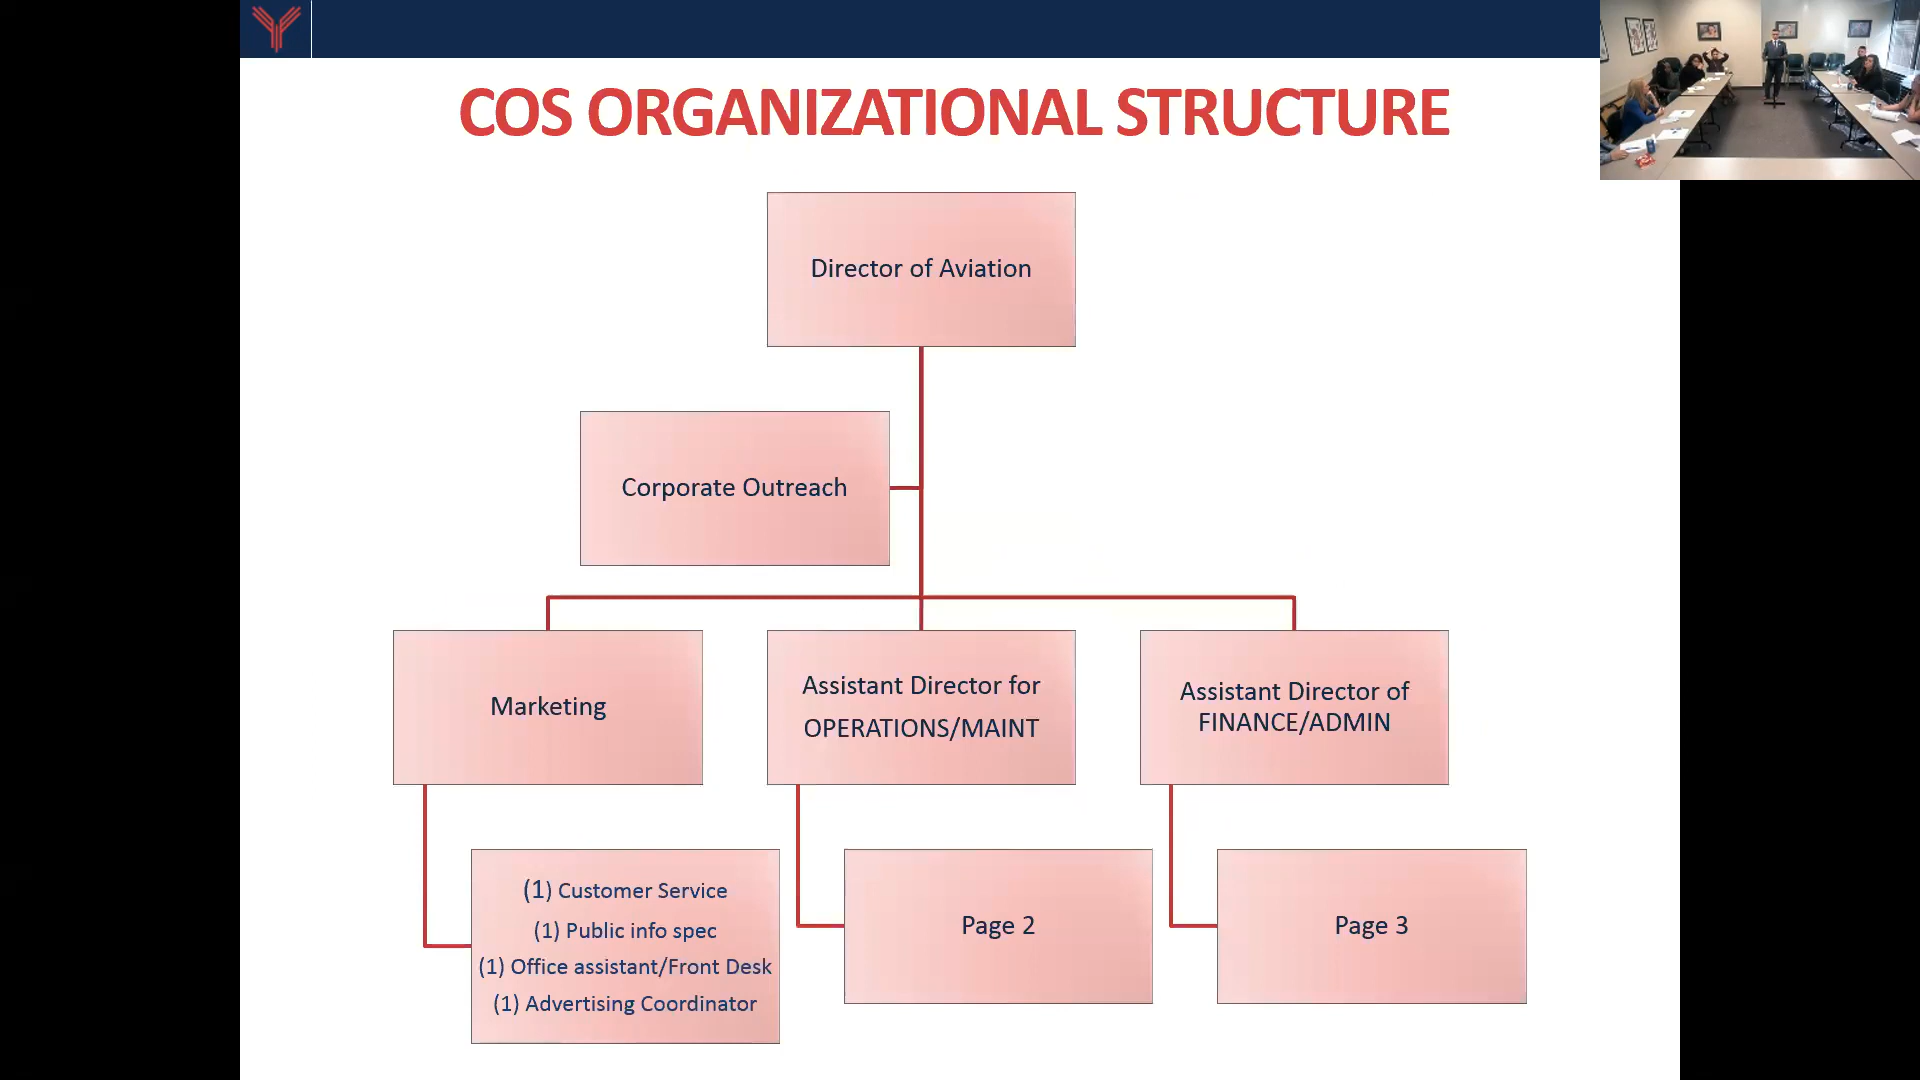 COS ORGANIZATIONAL STRUCTURE
Director of Aviation
Corporate Outreach
Marketing
Assistant Director for
OPERATIONS/MAINT
Assistant Director of
FINANCE/ADMIN
(1) Customer Service
(1) Public info spec
(1) Office assistant/Front Desk
(1) Advertising Coordinator
Page 2
Page 3